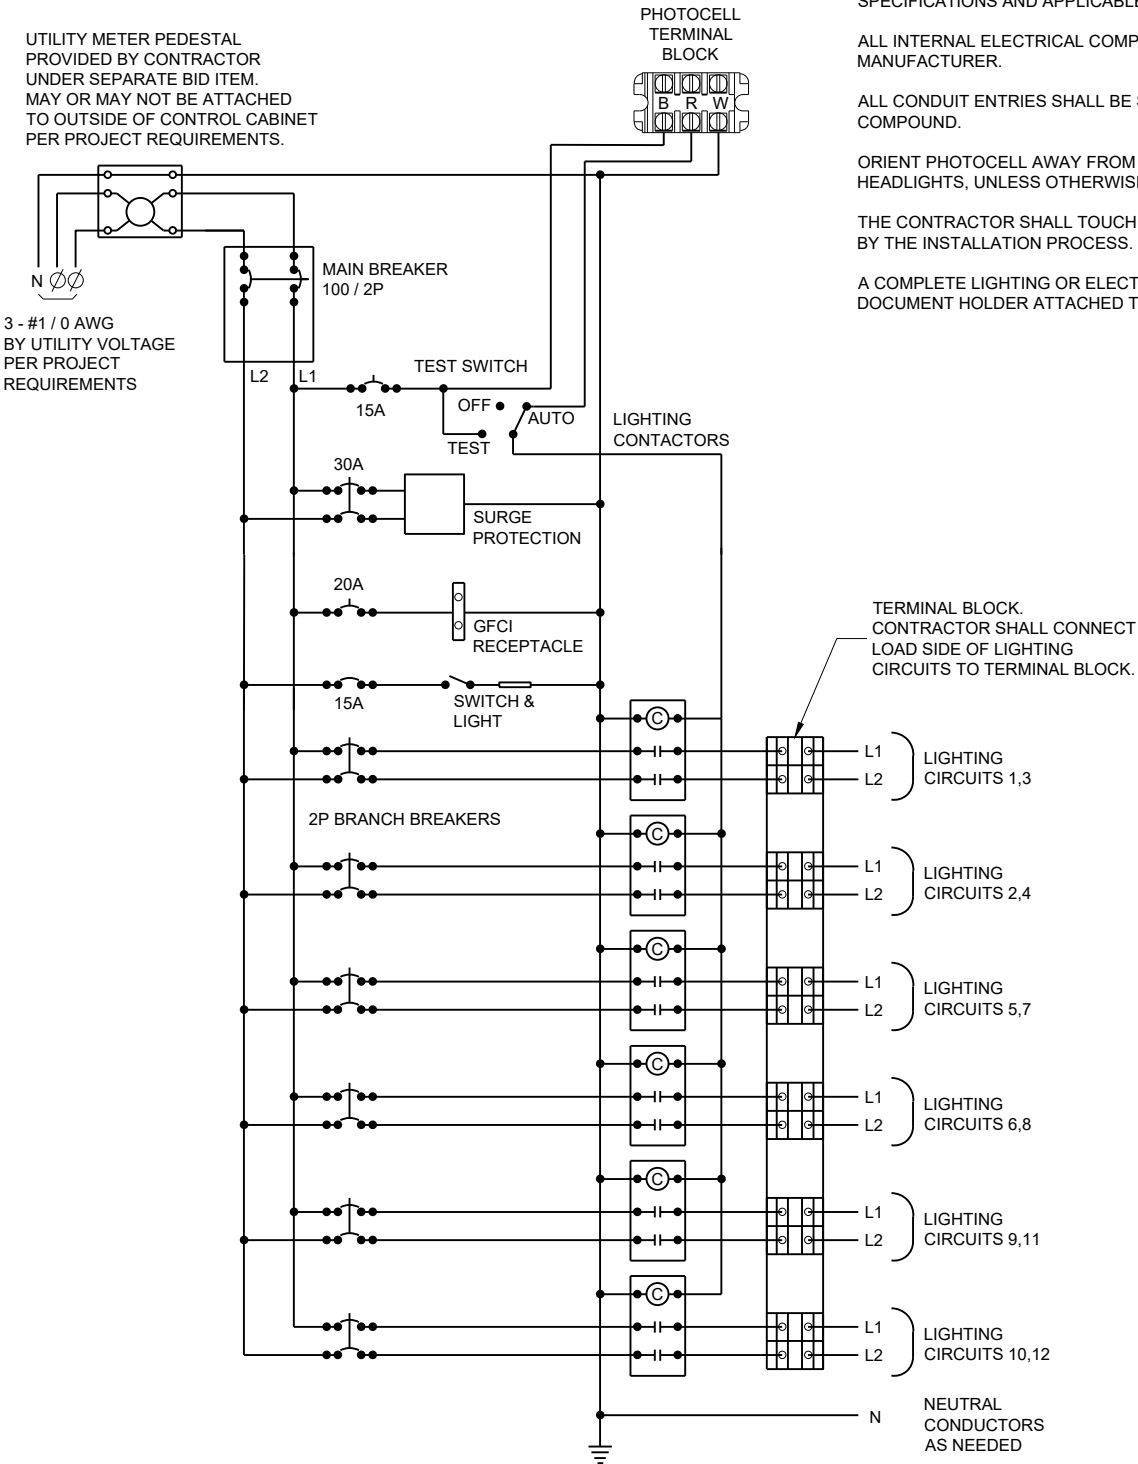 PHOTOCELL
TERMINAL
BLOCK
B R W
UTILITY METER PEDESTAL
PROVIDED BY CONTRACTOR
UNDER SEPARATE BID ITEM.
MAY OR MAY NOT BE ATTACHED
TO OUTSIDE OF CONTROL CABINET
PER PROJECT REQUIREMENTS.
SPECIFICATIONS AND APPLICABLE
ALL INTERNAL ELECTRICAL COMP
MANUFACTURER.
ALL CONDUIT ENTRIES SHALL BE S
COMPOUND.
ORIENT PHOTOCELL AWAY FROM
HEADLIGHTS, UNLESS OTHERWIS
THE CONTRACTOR SHALL TOUCH
BY THE INSTALLATION PROCESS.
A COMPLETE LIGHTING OR ELECT
DOCUMENT HOLDER ATTACHED T
N
3 - #1 / 0 AWG
BY UTILITY VOLTAGE
PER PROJECT
REQUIREMENTS
MAIN BREAKER
100 / 2P
L2 L1
TEST SWITCH
15A
OFF
AUTO
TEST
LIGHTING
CONTACTORS
30A
SURGE
PROTECTION
20A
GFCI
RECEPTACLE
15A
SWITCH &
LIGHT
TERMINAL BLOCK.
CONTRACTOR SHALL CONNECT
LOAD SIDE OF LIGHTING
CIRCUITS TO TERMINAL BLOCK.
C
L1
L2
LIGHTING
CIRCUITS 1,3
2P BRANCH BREAKERS
C
L1
L2
LIGHTING
CIRCUITS 2,4
C
L1
L2
LIGHTING
CIRCUITS 5,7
C
L1
L2
LIGHTING
CIRCUITS 6,8
C
L1
L2
LIGHTING
CIRCUITS 9,11
C
L1
L2
LIGHTING
CIRCUITS 10,12
N
NEUTRAL
CONDUCTORS
AS NEEDED